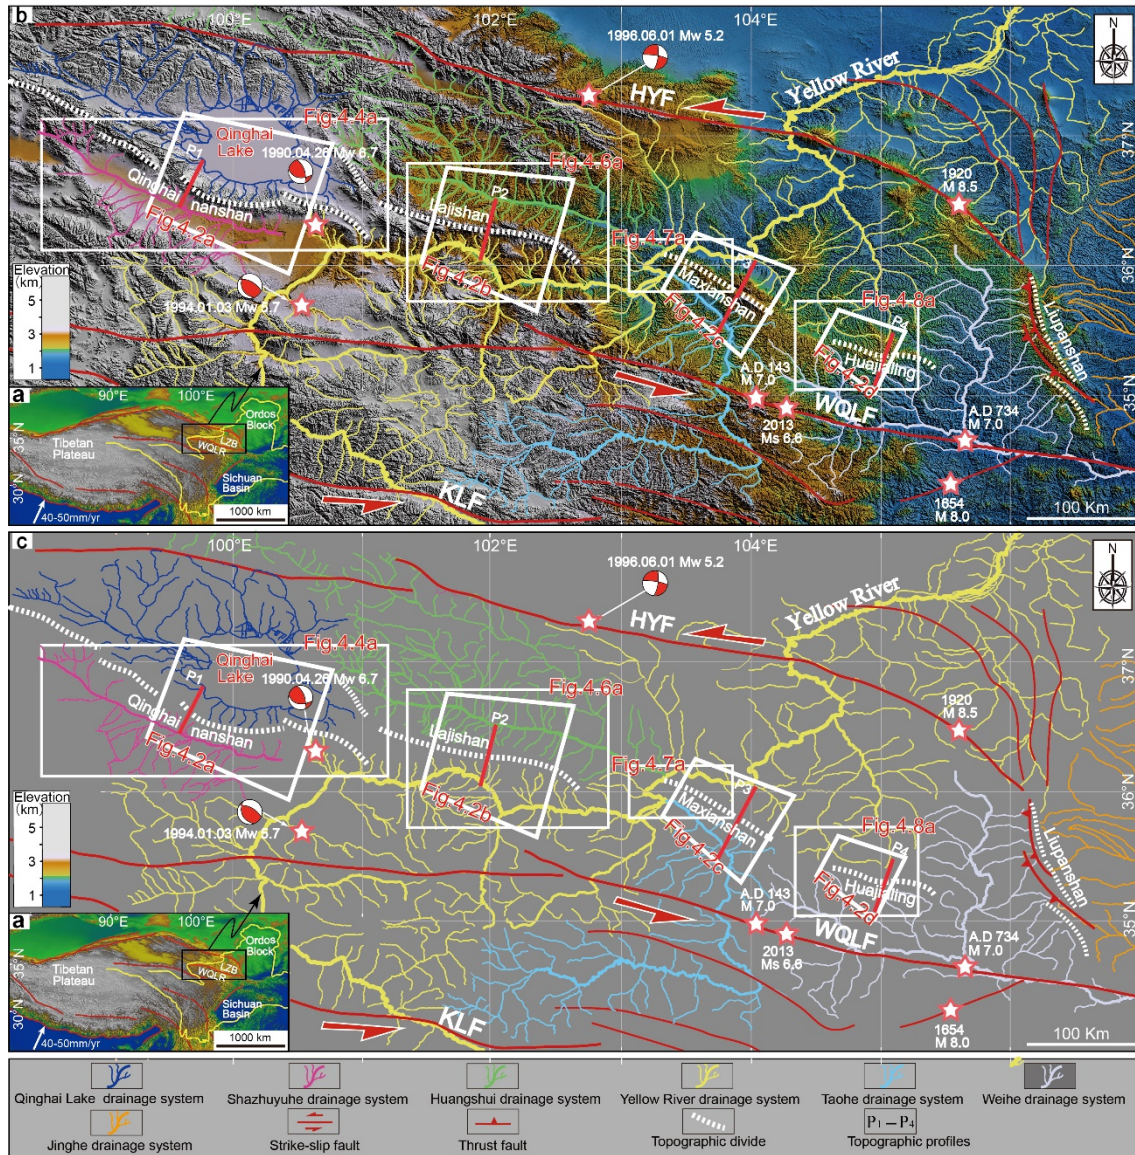 b
100°E
102°E
104°E
N
1996.06.01 Mw 5.2
HYF
Yellow River
37°N
Fig.4.4a
Qinghai
Lake
P1
1990.04.26 Mw 6.7
Fig.4.6a
1920
M 8.5
Qinghai
nanshan
P2
Lajishan
Fig.4.2a
Fig.4.7a
P3
36°N
Elevation
(km)
5
3
1
1994.01.03 Mw 5.7
Fig.4.2b
Maxianshan
Fig.4.2c
Fig.4.8a
P4
Liupanshan
Huajialing
Fig.4.2d
A.D 143
M 7.0
WQLF
2013
Ms 6.6
A.D 734
M 7.0
35°N
a
90°E
100°E
Ordos
Block
35°N
Tibetan
Plateau
ZB
WQLR
30°N
Sichuan
Basin
40-50mm/yr
1000 km
KLF
1654
M 8.0
100 Km
c
100°E
102°E
104°E
N
1996.06.01 Mw 5.2
HYF
Yellow River
37°N
Fig.4.4a
Qinghai
Lake
P1
1990.04.26 Mw 6.7
Fig.4.6a
1920
M 8.5
Qinghai
nanshan
P2
Lajishan
Fig.4.2a
Fig.4.7a
P3
36°N
Elevation
(km)
5
3
1
1994.01.03 Mw 5.7
Fig.4.2b
Maxianshan
Fig.4.2c
Fig.4.8a
P4
Liupanshan
Huajialing
Fig.4.2d
A.D 143
M 7.0
WQLF
2013
Ms 6.6
A.D 734
M 7.0
35°N
a
90°E
100°E
Ordos
Block
35°N
Tibetan
Plateau
ZB
WQLR
30°N
Sichuan
Basin
40-50mm/yr
1000 km
KLF
1654
M 8.0
100 Km
Qinghai Lake drainage system
Shazhuyuhe drainage system
Huangshui drainage system
Yellow River drainage system
Taohe drainage system
Weihe drainage system
P1 — P4
Jinghe drainage system
Strike-slip fault
Thrust fault
Topographic divide
Topographic profiles